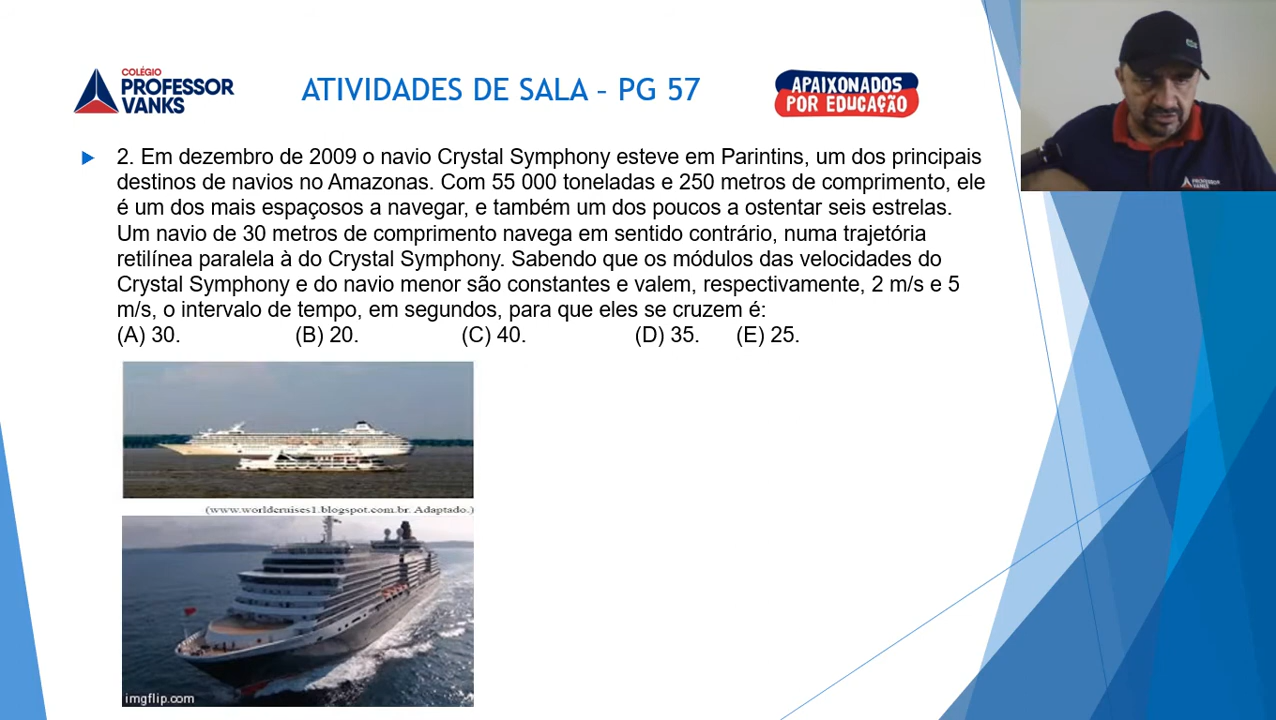 COLÉGIO
PROFESSOR
VANKS
ATIVIDADES DE SALA – PG 57
APAIXONADOS
POR EDUCAÇÃO
2. Em dezembro de 2009 o navio Crystal Symphony esteve em Parintins, um dos principais
destinos de navios no Amazonas. Com 55 000 toneladas e 250 metros de comprimento, ele
é um dos mais espaçosos a navegar, e também um dos poucos a ostentar seis estrelas.
Um navio de 30 metros de comprimento navega em sentido contrário, numa trajetória
retilínea paralela à do Crystal Symphony. Sabendo que os módulos das velocidades do
Crystal Symphony e do navio menor são constantes e valem, respectivamente, 2 m/s e 5
m/s, o intervalo de tempo, em segundos, para que eles se cruzem é:
(A) 30. (B) 20. (C) 40. (D) 35. (E) 25.
(www.worldcruises1.blogspot.com.br. Adaptado.)
imgflip.com
PROFESSOR
VANKS